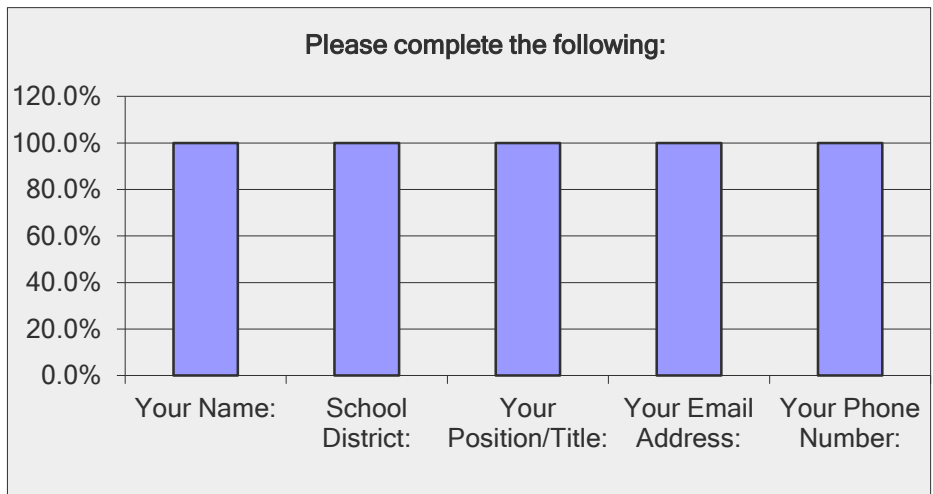 Please complete the following:
120.0%
100.0%
80.0%
60.0%
40.0%
20.0%
0.0%
Your Name:
School
District:
Your
Position/Title:
Your Email
Address:
Your Phone
Number: